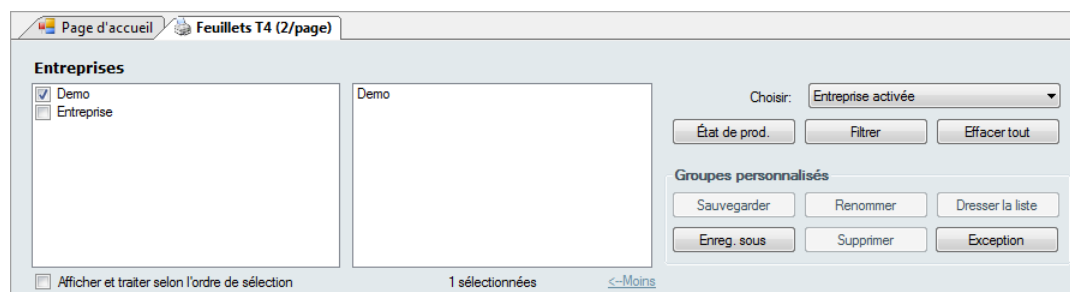 Page d'accueil Feuillets T4 (2/page)
Entreprises
Demo
Entreprise
Demo
Choisir: Entreprise activée
État de prod. Filtrer Effacer tout
Groupes personnalisés
Sauvegarder Renommer Dresser la liste
Enreg. sous Supprimer Exception
Afficher et traiter selon l'ordre de sélection 1 sélectionnées <--Moins